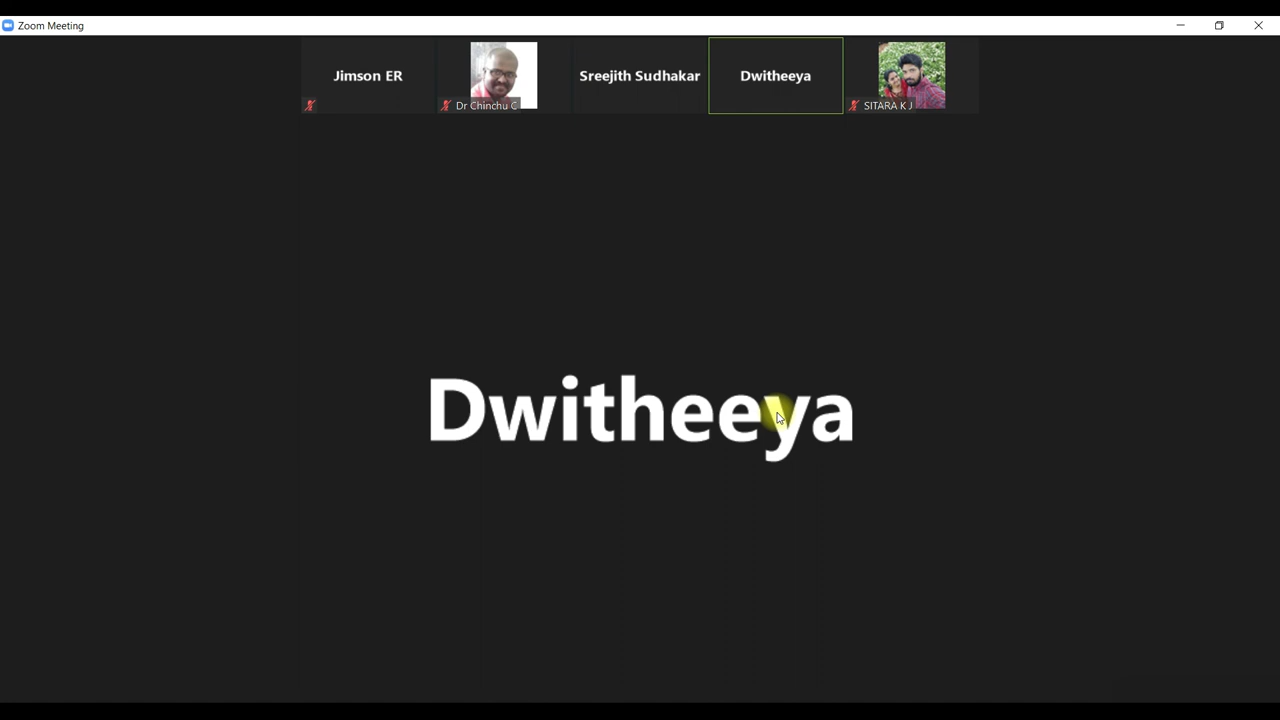 Zoom Meeting
Jimson ER
Dr Chinchu C
Sreejith Sudhakar
Dwitheeya
SITARA K J
Dwitheeya